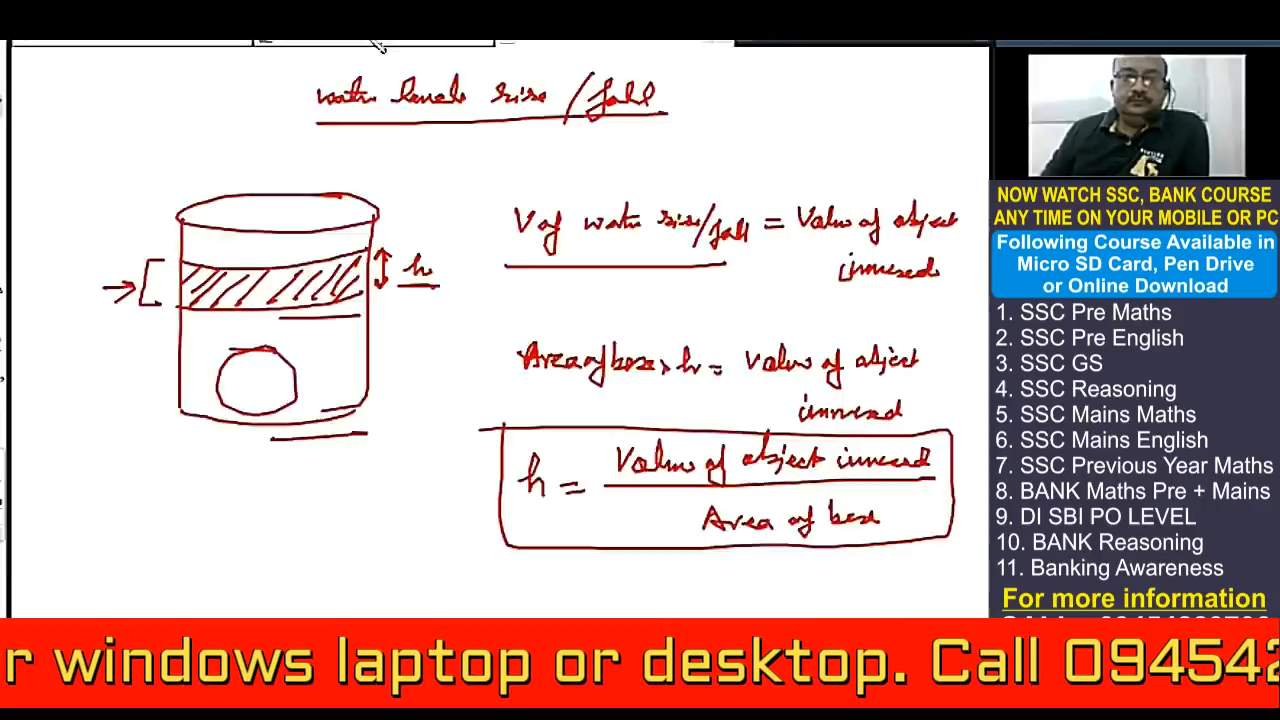 water level rise / fall
V of water rise/fall = Volm of object
immersed
h
Area of base × h = Volm of object
immersed
h = Volm of object immersed
Area of base
NOW WATCH SSC, BANK COURSE
ANY TIME ON YOUR MOBILE OR PC
Following Course Available in
Micro SD Card, Pen Drive
or Online Download
1. SSC Pre Maths
2. SSC Pre English
3. SSC GS
4. SSC Reasoning
5. SSC Mains Maths
6. SSC Mains English
7. SSC Previous Year Maths
8. BANK Maths Pre + Mains
9. DI SBI PO LEVEL
10. BANK Reasoning
11. Banking Awareness
For more information
r windows laptop or desktop. Call 09454